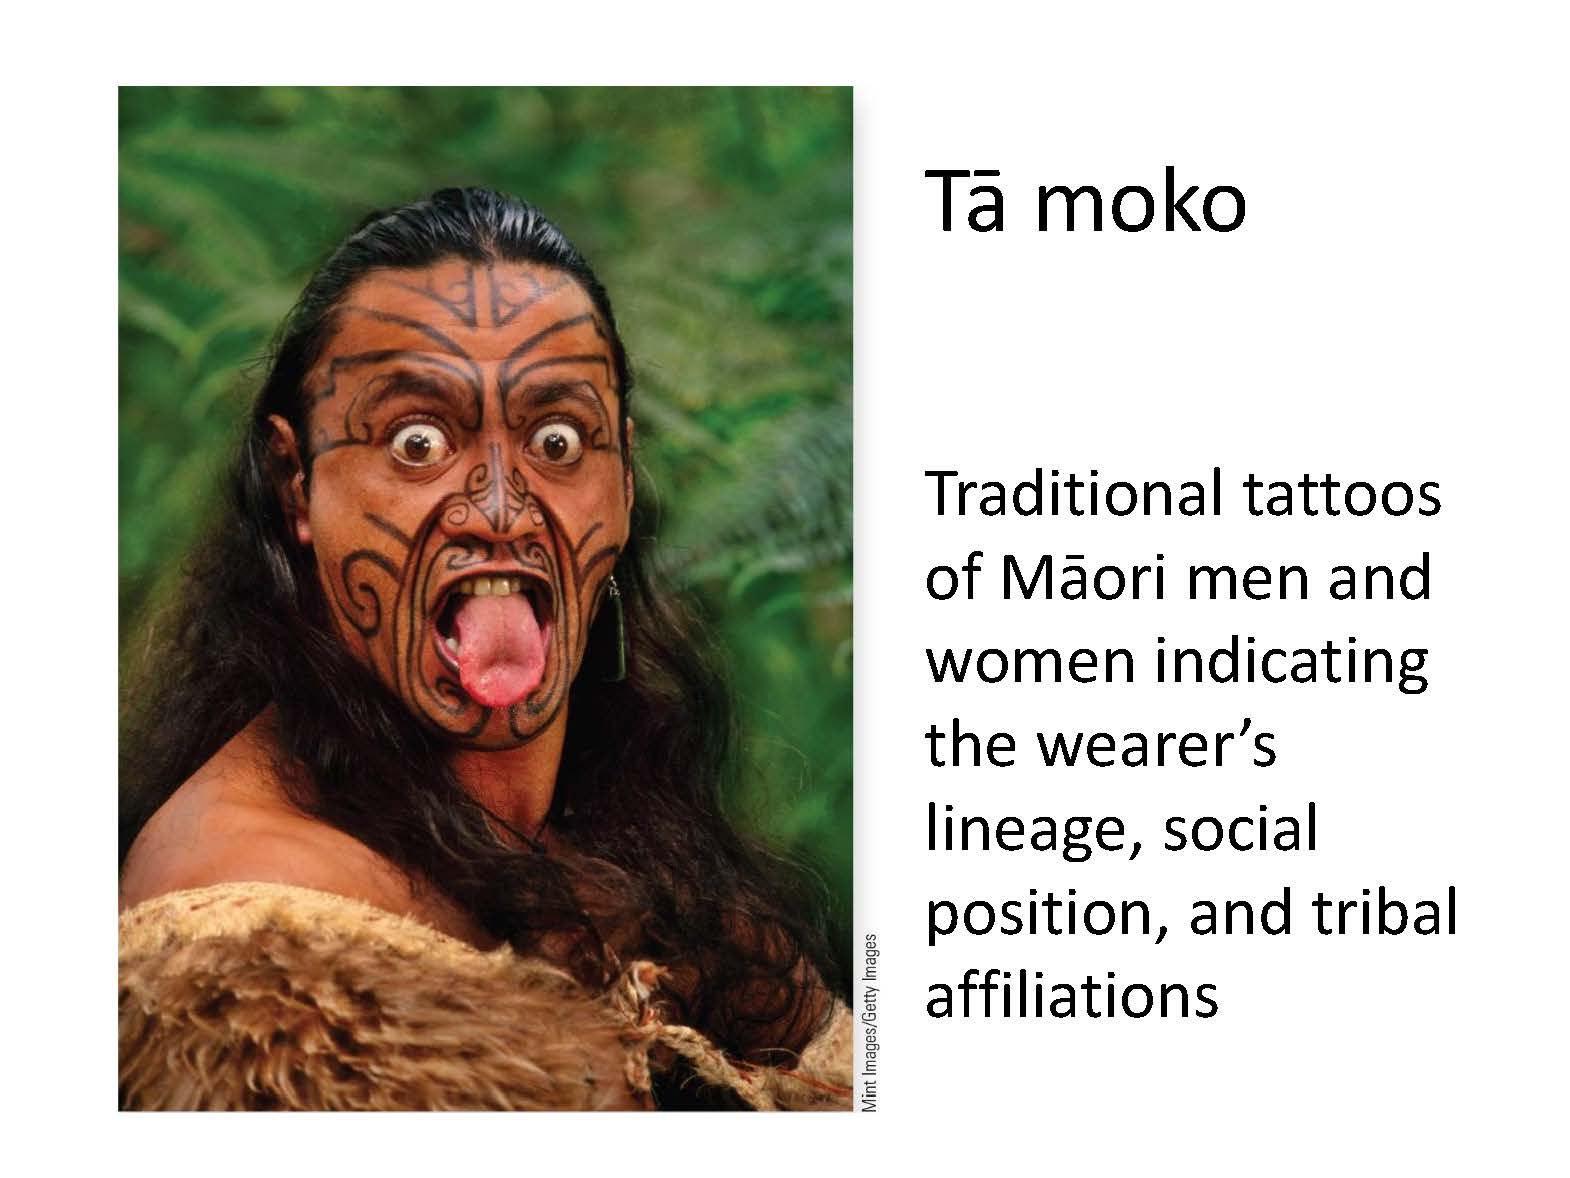 Tā moko
Traditional tattoos
of Māori men and
women indicating
the wearer’s
lineage, social
position, and tribal
affiliations
Mint Images/Getty Images